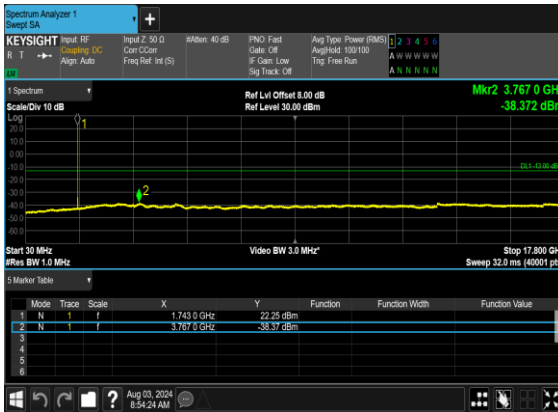 Spectrum Analyzer 1
Swept SA
+
KEYSIGHT
R T
LW
Input: RF
Coupling: DC
Align: Auto
Input Z: 50 Ω
Corr CCorr
Freq Ref: Int (S)
#Atten: 40 dB
PNO: Fast
Gate: Off
IF Gain: Low
Sig Track: Off
Avg Type: Power (RMS)
Avg|Hold: 100/100
Trig: Free Run
1 2 3 4 5 6
A W W W W W
A N N N N N
1 Spectrum
Scale/Div 10 dB
Ref Lvl Offset 8.00 dB
Ref Level 30.00 dBm
Mkr2 3.767 0 GH
-38.372 dB
Log
20.0
10.0
0.00
-10.0
-20.0
-30.0
-40.0
-50.0
-60.0
1
2
DL1 -13.00 dB
Start 30 MHz
#Res BW 1.0 MHz
Video BW 3.0 MHz*
Stop 17.800 GH
Sweep 32.0 ms (40001 pt
5 Marker Table
Mode Trace Scale X Y Function Function Width Function Value
1 N 1 f 1.743 0 GHz 22.25 dBm
2 N 1 f 3.767 0 GHz -38.37 dBm
3
4
5
6
?
Aug 03, 2024
8:54:24 AM